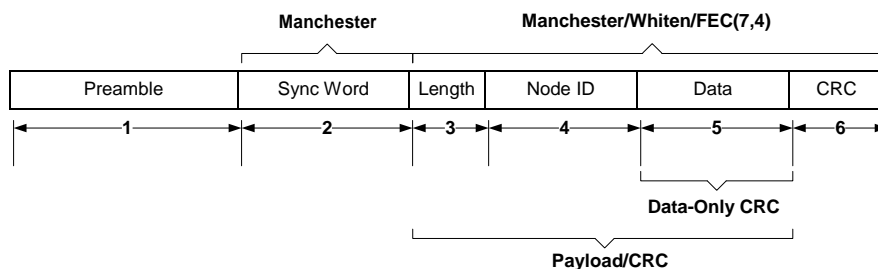 Manchester Manchester/Whiten/FEC(7,4)
Preamble Sync Word Length Node ID Data CRC
1 2 3 4 5 6
Data-Only CRC
Payload/CRC